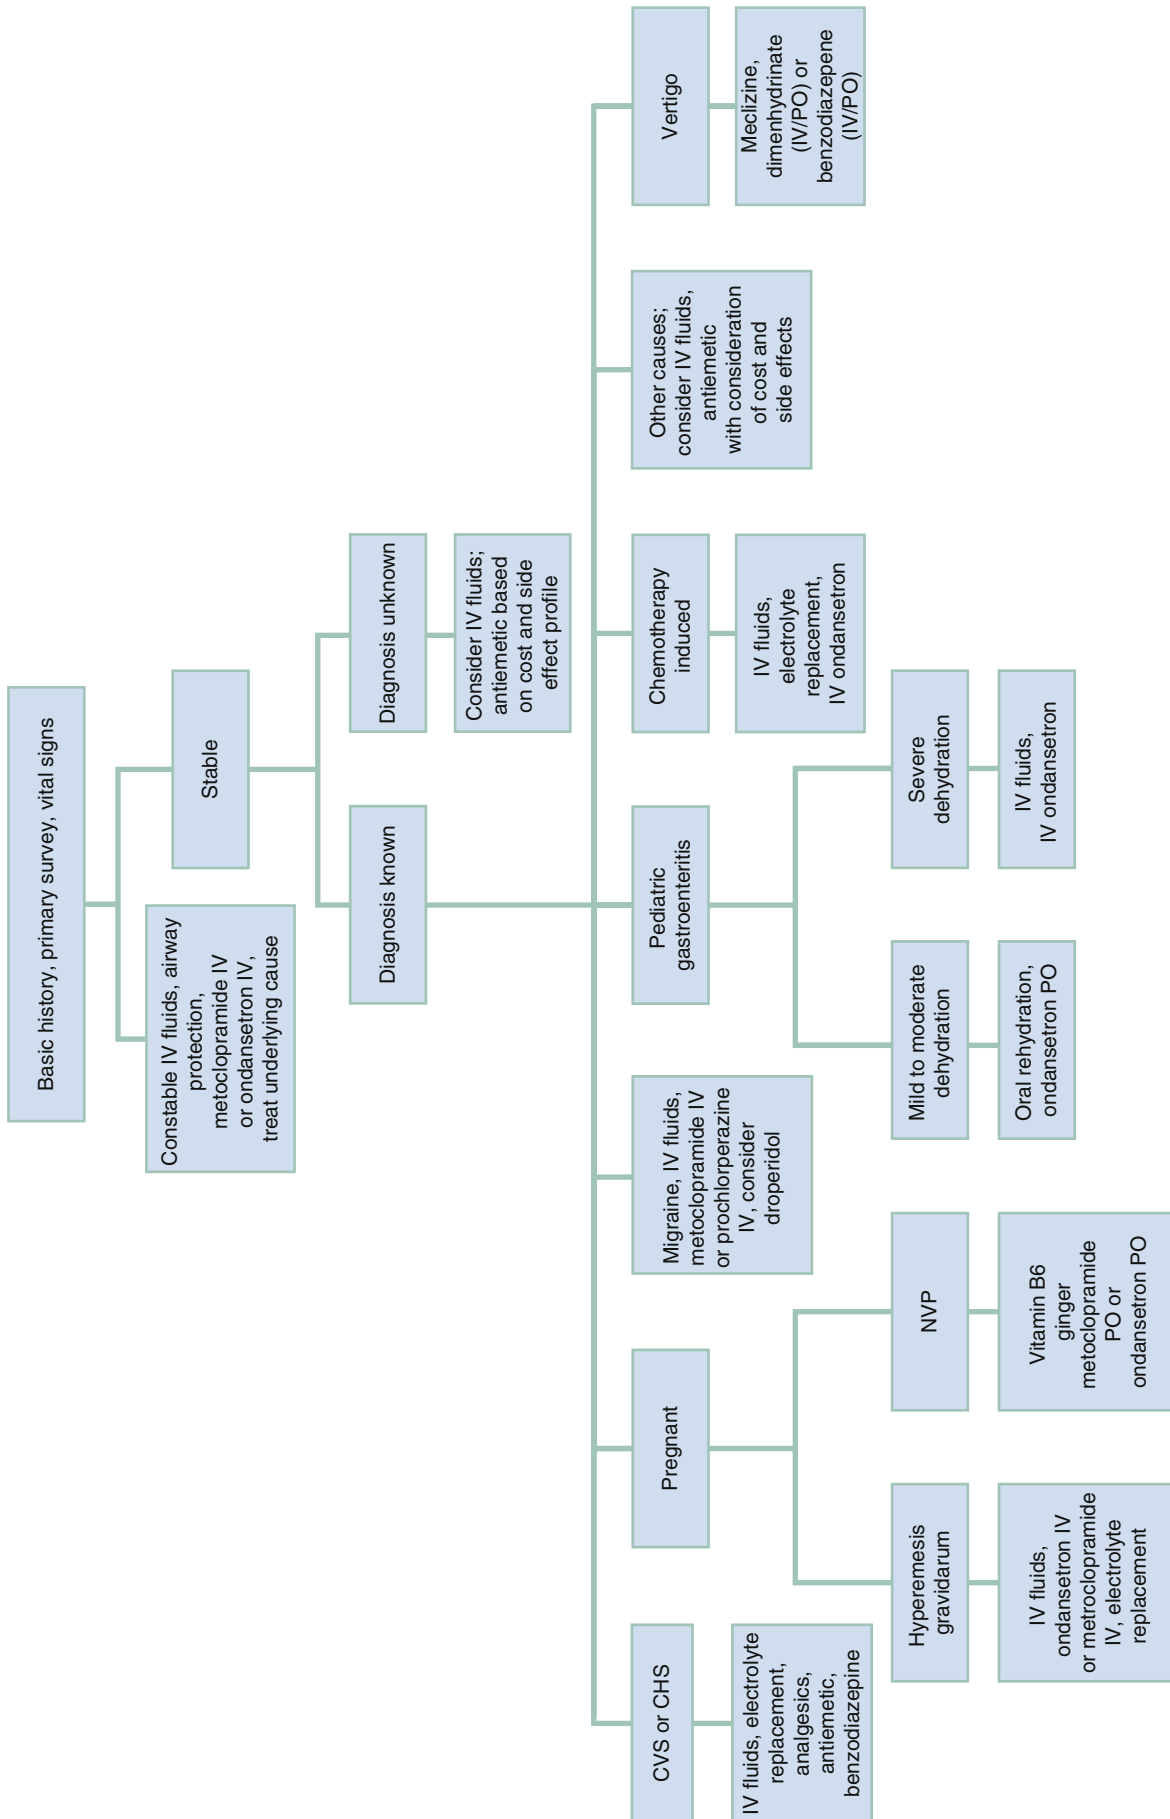 Basic history, primary survey, vital signs
Constable IV fluids, airway
protection,
metoclopramide IV
or ondansetron IV,
treat underlying cause
Stable
Diagnosis known
Diagnosis unknown
Consider IV fluids;
antiemetic based
on cost and side
effect profile
CVS or CHS
IV fluids, electrolyte
replacement,
analgesics,
antiemetic,
benzodiazepine
Pregnant
Hyperemesis
gravidarum
IV fluids,
ondansetron IV
or metroclopramide
IV, electrolyte
replacement
NVP
Vitamin B6
ginger
metoclopramide
PO or
ondansetron PO
Migraine, IV fluids,
metoclopramide IV
or prochlorperazine
IV, consider
droperidol
Pediatric
gastroenteritis
Mild to moderate
dehydration
Oral rehydration,
ondansetron PO
Severe
dehydration
IV fluids,
IV ondansetron
Chemotherapy
induced
IV fluids,
electrolyte
replacement,
IV ondansetron
Other causes;
consider IV fluids,
antiemetic
with consideration
of cost and
side effects
Vertigo
Meclizine,
dimenhydrinate
(IV/PO) or
benzodiazepene
(IV/PO)